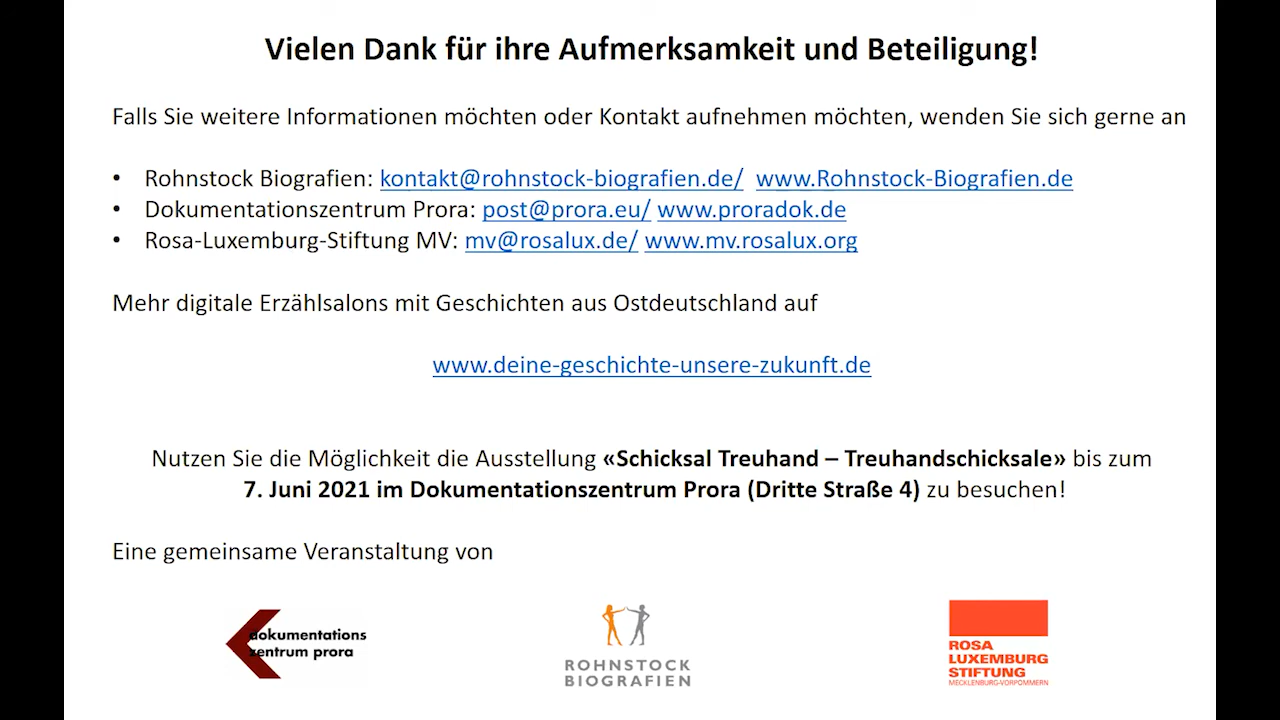 Vielen Dank für ihre Aufmerksamkeit und Beteiligung!
Falls Sie weitere Informationen möchten oder Kontakt aufnehmen möchten, wenden Sie sich gerne an
• Rohnstock Biografien: kontakt@rohnstock-biografien.de/ www.Rohnstock-Biografien.de
• Dokumentationszentrum Prora: post@prora.eu/ www.proradok.de
• Rosa-Luxemburg-Stiftung MV: mv@rosalux.de/ www.mv.rosalux.org
Mehr digitale Erzählsalons mit Geschichten aus Ostdeutschland auf
www.deine-geschichte-unsere-zukunft.de
Nutzen Sie die Möglichkeit die Ausstellung «Schicksal Treuhand – Treuhandschicksale» bis zum
7. Juni 2021 im Dokumentationszentrum Prora (Dritte Straße 4) zu besuchen!
Eine gemeinsame Veranstaltung von
dokumentations
zentrum prora
ROHNSTOCK
BIOGRAFIEN
ROSA
LUXEMBURG
STIFTUNG
MECKLENBURG-VORPOMMERN